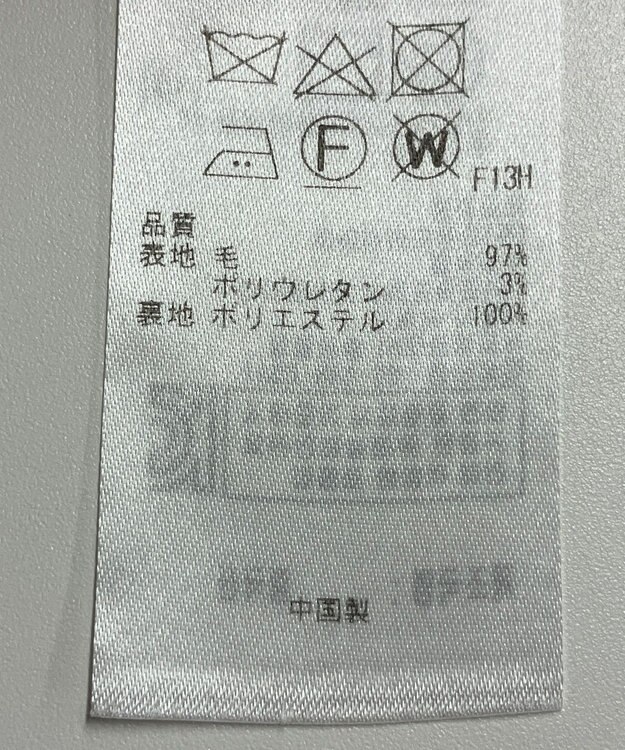 F W F13H
品質
表地 毛 97%
ポリウレタン 3%
裏地 ポリエステル 100%
中国製